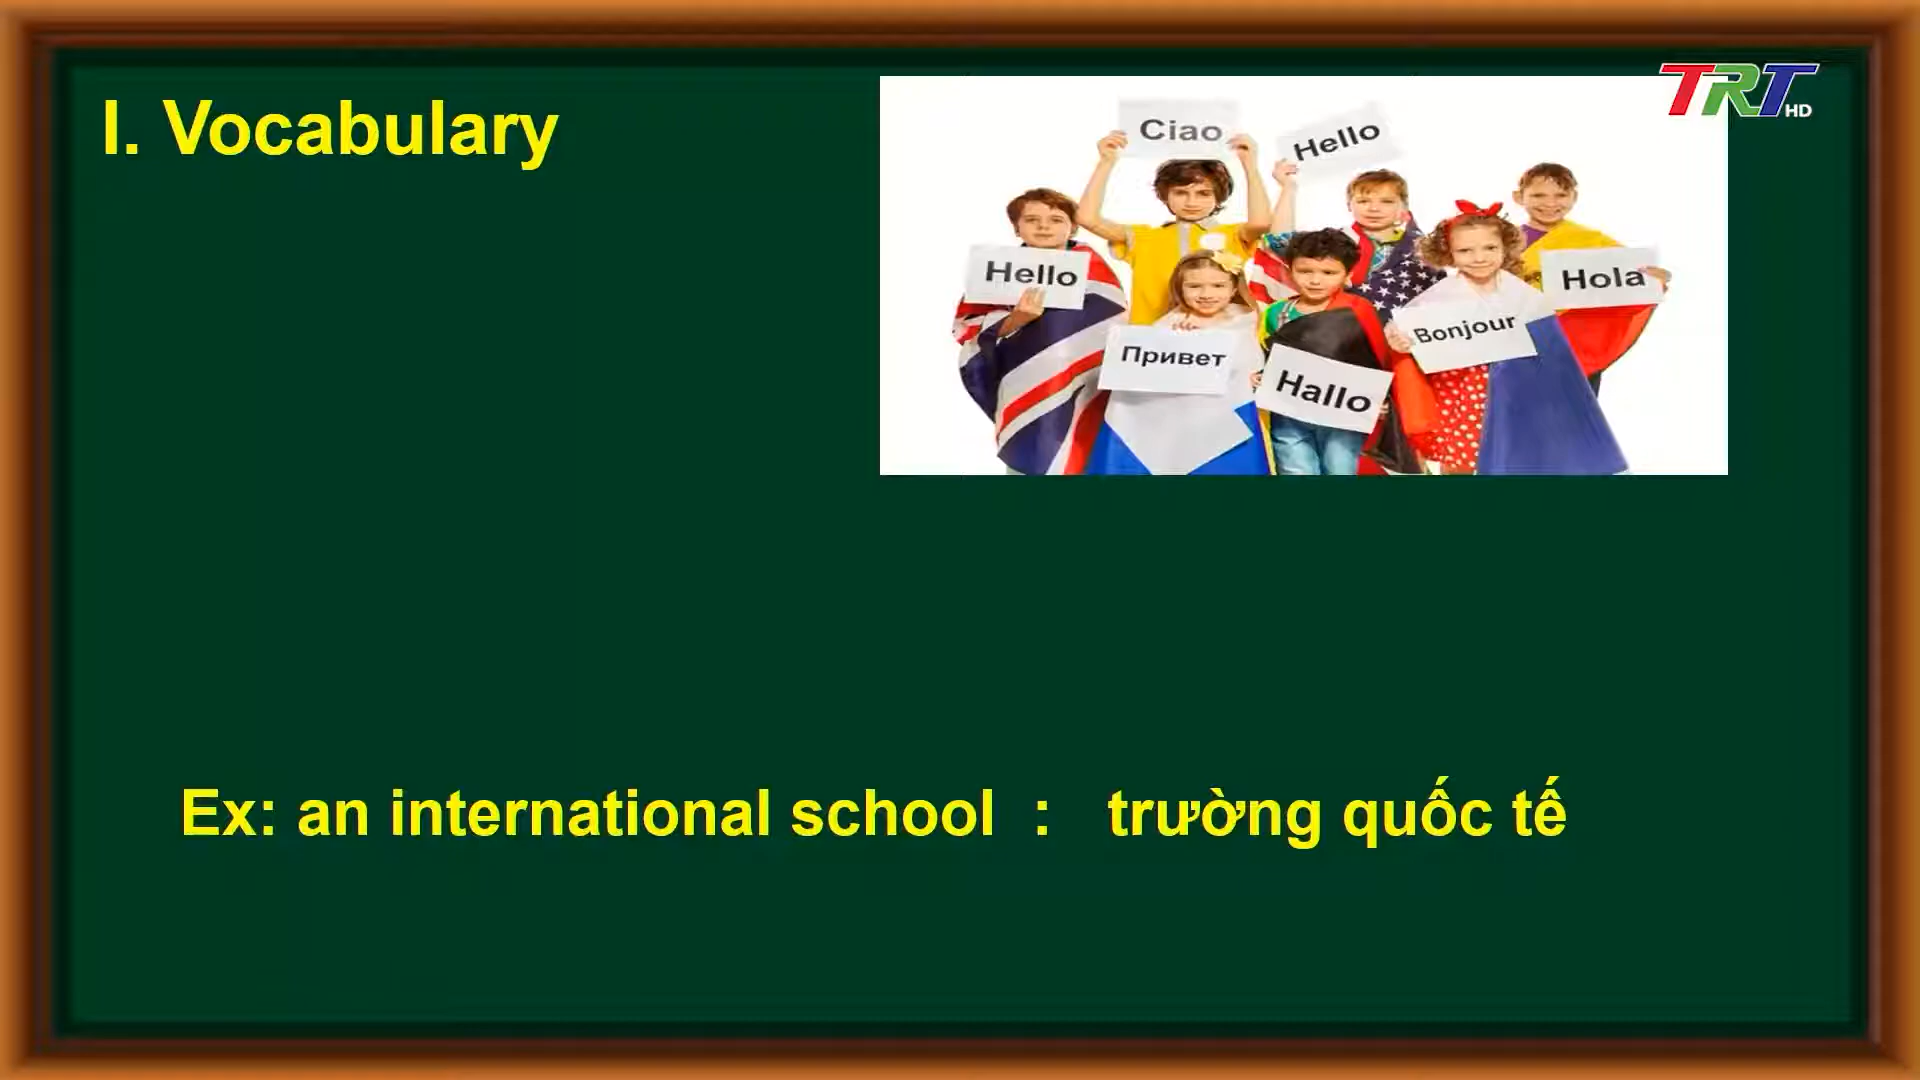 I. Vocabulary
TRT HD
Ciao
Hello
Hello
Hola
Bonjour
Привет
Hallo
Ex: an international school : trường quốc tế